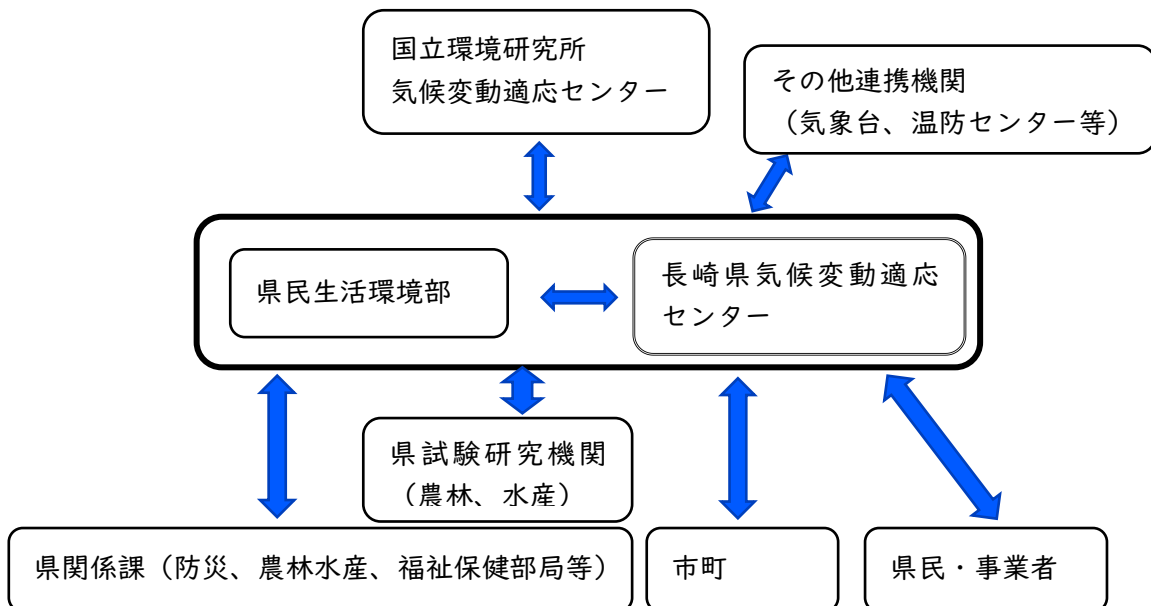 国立環境研究所
気候変動適応センター
その他連携機関
（気象台、温防センター等）
県民生活環境部
長崎県気候変動適応
センター
県試験研究機関
（農林、水産）
県関係課（防災、農林水産、福祉保健部局等）
市町
県民・事業者